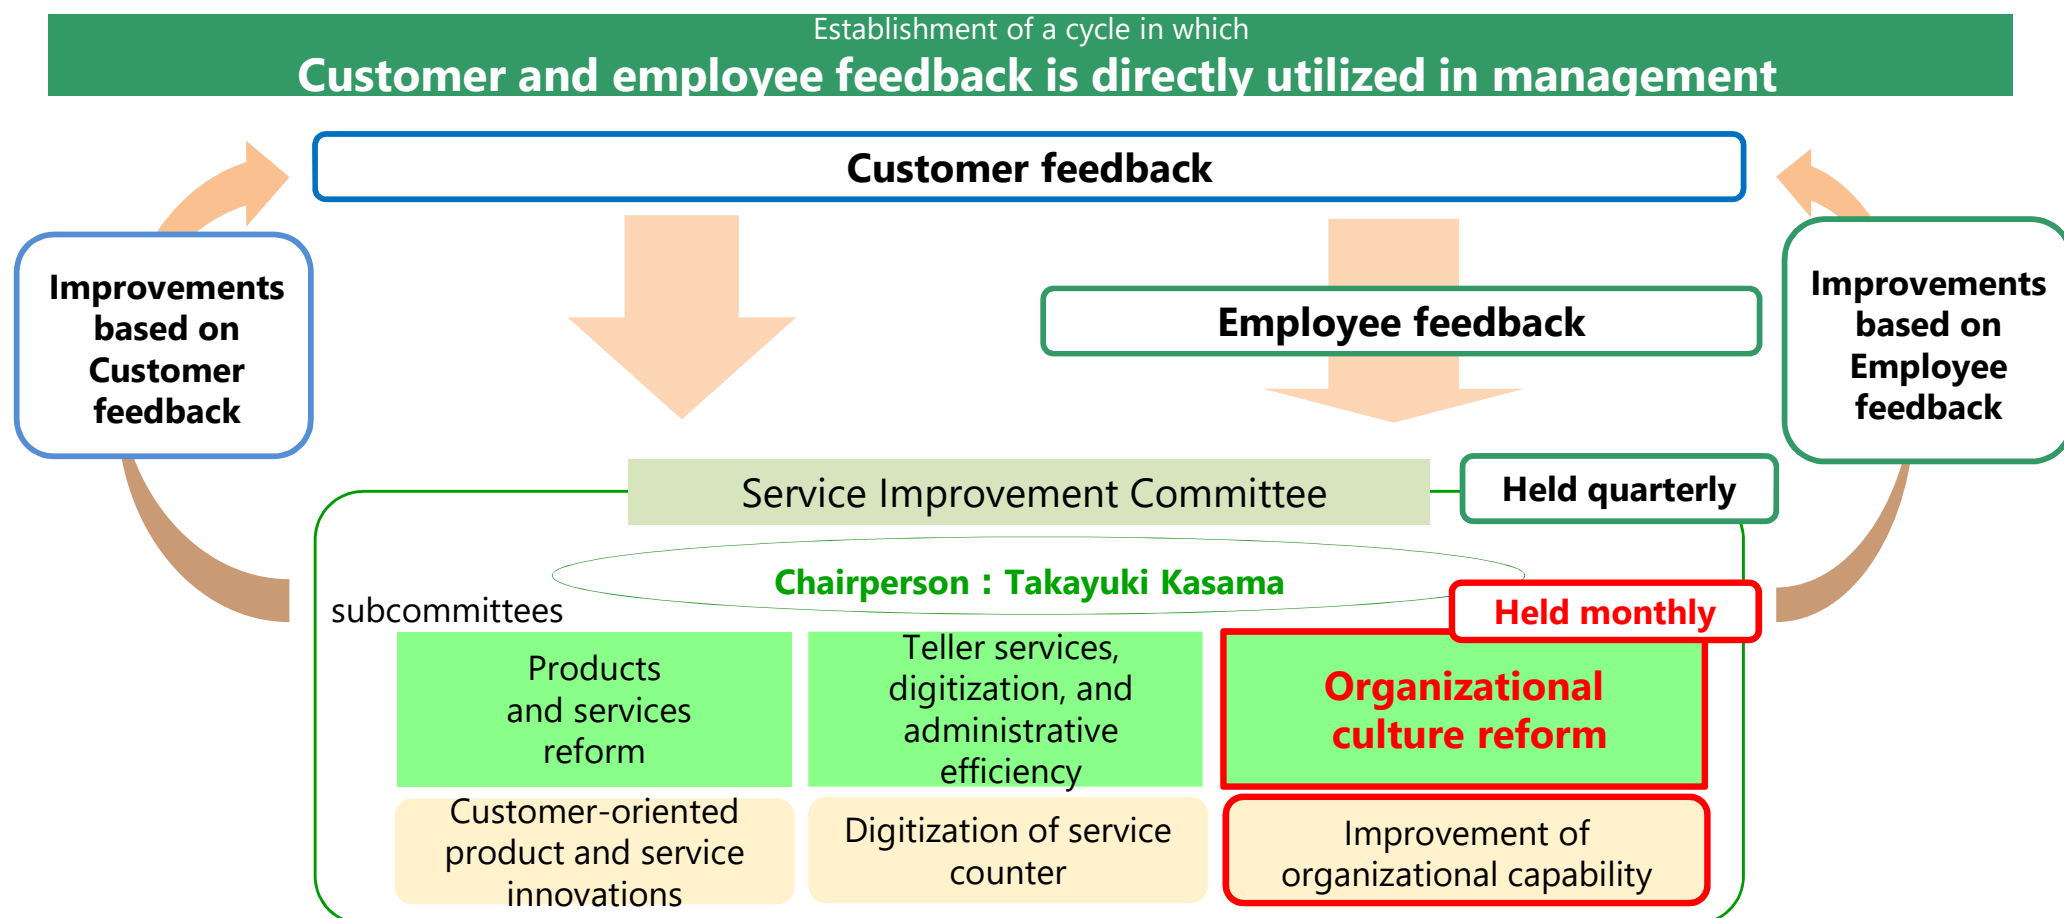 Establishment of a cycle in which
Customer and employee feedback is directly utilized in management
Customer feedback
Improvements
based on
Customer
feedback
Employee feedback
Improvements
based on
Employee
feedback
Service Improvement Committee
Held quarterly
Chairperson：Takayuki Kasama
subcommittees
Held monthly
Products
and services
reform
Teller services,
digitization, and
administrative
efficiency
Organizational
culture reform
Customer-oriented
product and service
innovations
Digitization of service
counter
Improvement of
organizational capability